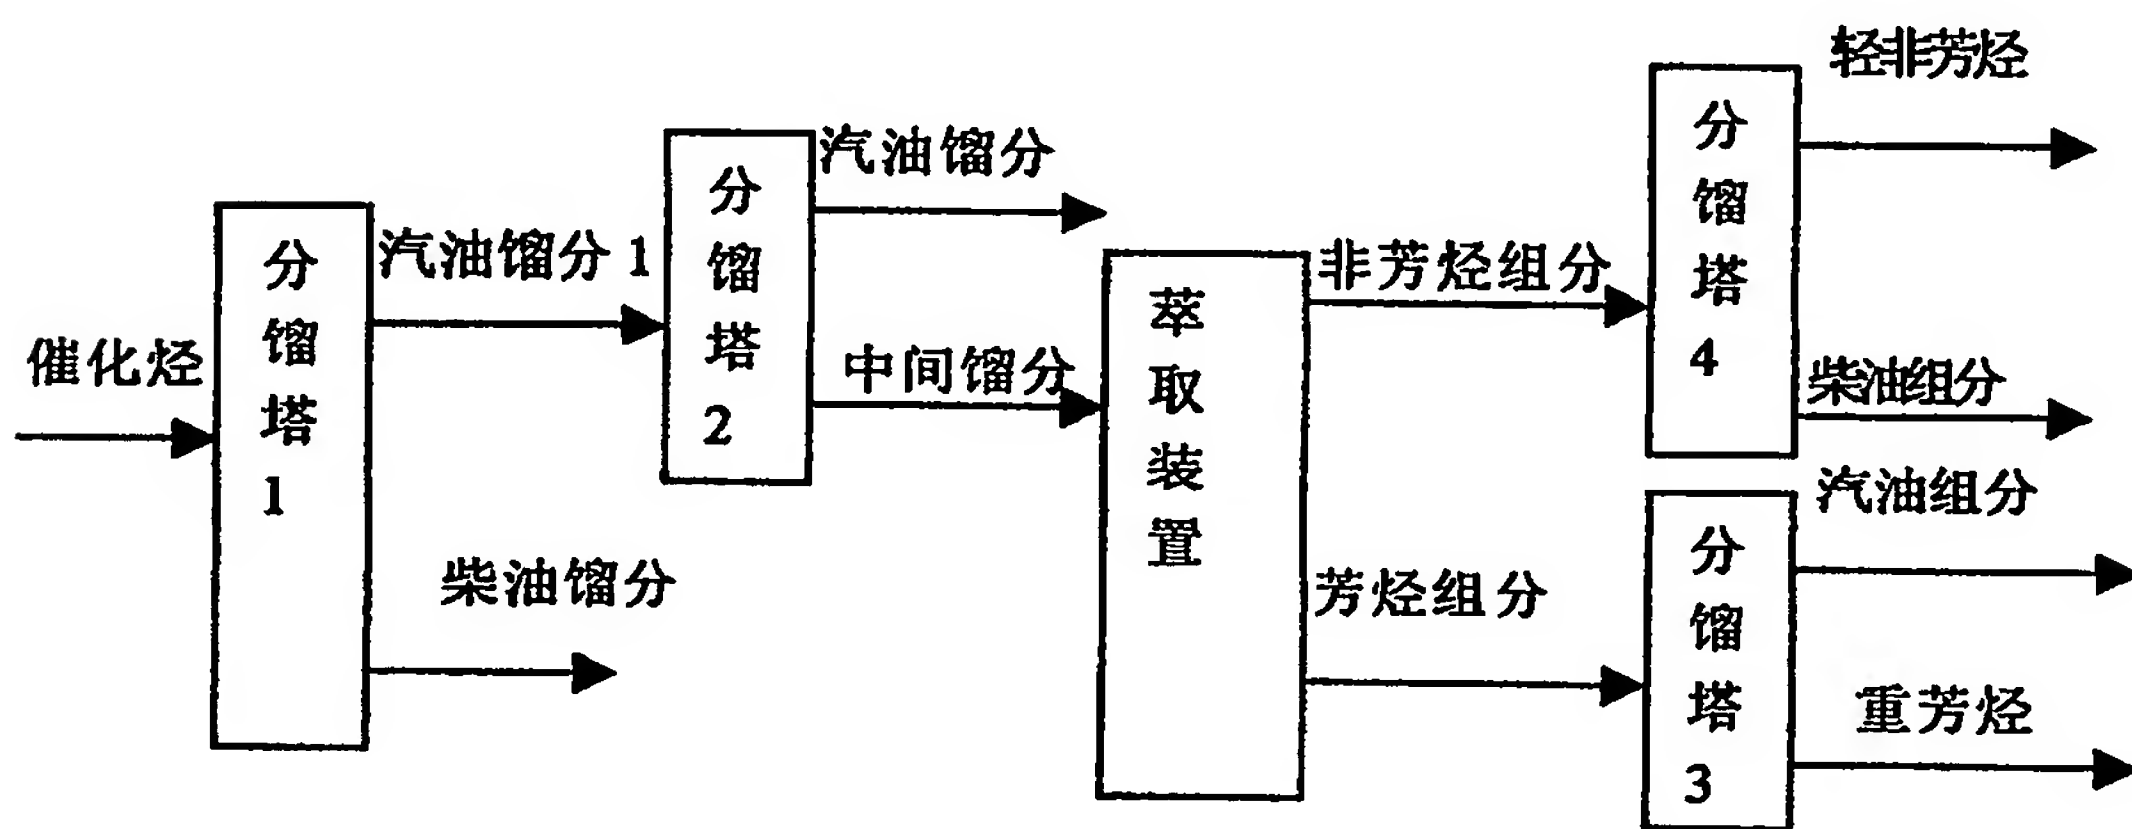 催化烃
分馏塔1
汽油馏分1
柴油馏分
分馏塔2
汽油馏分
中间馏分
萃取装置
非芳烃组分
芳烃组分
分馏塔4
轻非芳烃
柴油组分
分馏塔3
汽油组分
重芳烃